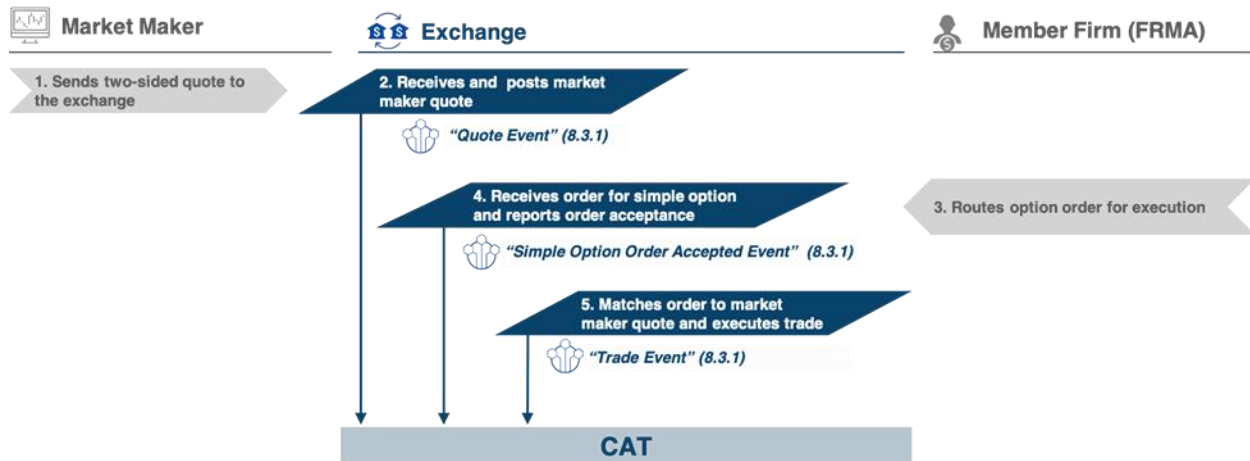 Market Maker
Exchange
Member Firm (FRMA)
1. Sends two-sided quote to
the exchange
2. Receives and posts market
maker quote
"Quote Event" (8.3.1)
4. Receives order for simple option
and reports order acceptance
3. Routes option order for execution
"Simple Option Order Accepted Event" (8.3.1)
5. Matches order to market
maker quote and executes trade
"Trade Event" (8.3.1)
CAT